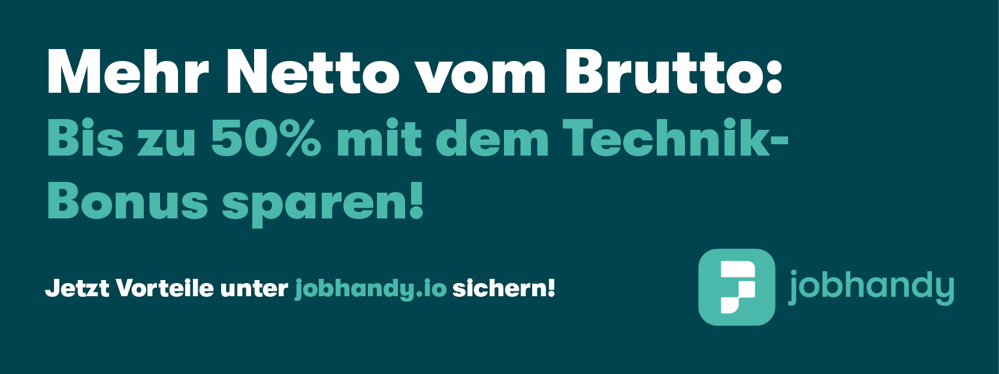 Mehr Netto vom Brutto:
Bis zu 50% mit dem Technik-
Bonus sparen!
Jetzt Vorteile unter jobhandy.io sichern!
jobhandy